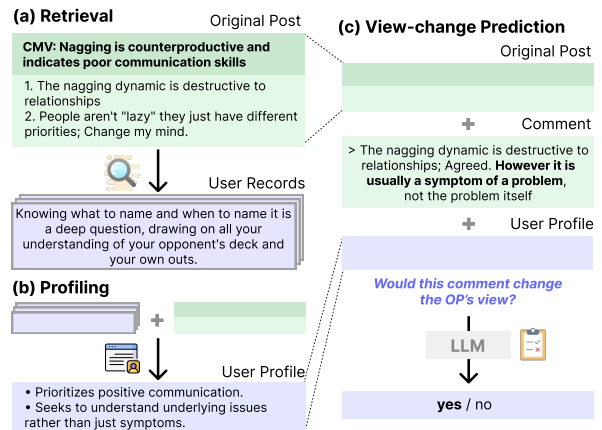 (a) Retrieval
Original Post
CMV: Nagging is counterproductive and
indicates poor communication skills
1. The nagging dynamic is destructive to
relationships
2. People aren't "lazy" they just have different
priorities; Change my mind.
User Records
Knowing what to name and when to name it is
a deep question, drawing on all your
understanding of your opponent's deck and
your own outs.
(b) Profiling
+
User Profile
• Prioritizes positive communication.
• Seeks to understand underlying issues
rather than just symptoms.
(c) View-change Prediction
Original Post
+
Comment
> The nagging dynamic is destructive to
relationships; Agreed. However it is
usually a symptom of a problem,
not the problem itself
+
User Profile
Would this comment change
the OP's view?
LLM
yes / no